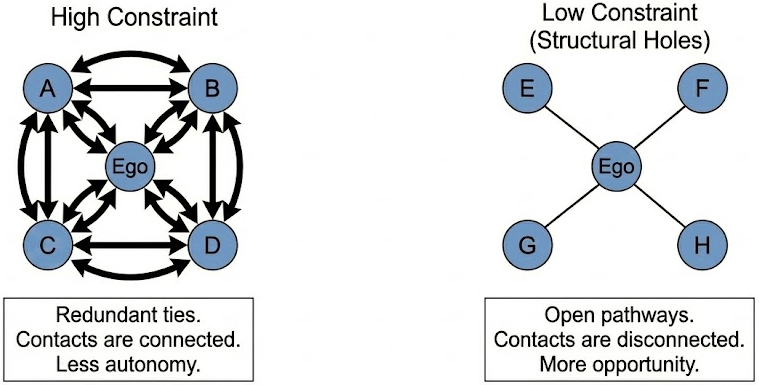 High Constraint
A
B
Ego
C
D
Redundant ties.
Contacts are connected.
Less autonomy.
Low Constraint
(Structural Holes)
E
F
Ego
G
H
Open pathways.
Contacts are disconnected.
More opportunity.